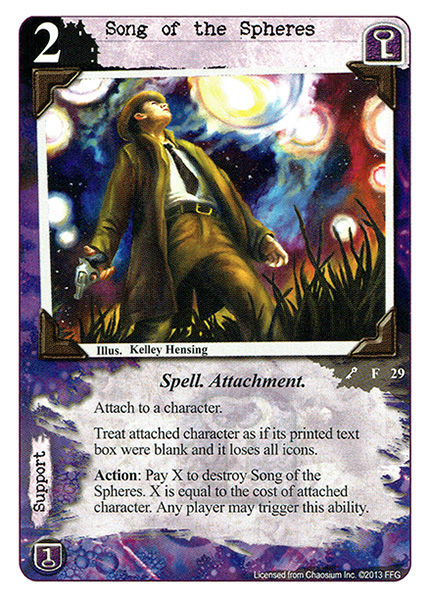 2
Song of the Spheres
Illus. Kelley Hensing
F 29
Spell. Attachment.
Attach to a character.
Treat attached character as if its printed text
box were blank and it loses all icons.
Action: Pay X to destroy Song of the
Spheres. X is equal to the cost of attached
character. Any player may trigger this ability.
Support
1
Licensed from Chaosium Inc. ©2013 FFG